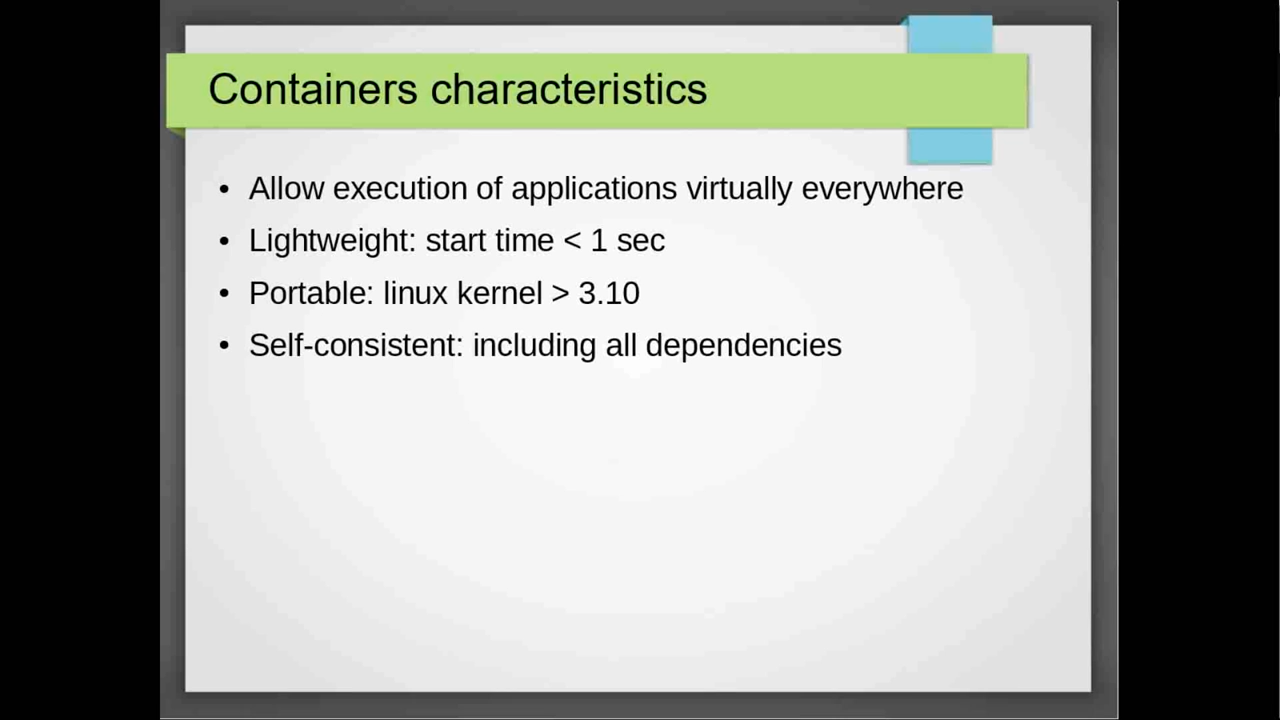 Containers characteristics
• Allow execution of applications virtually everywhere
• Lightweight: start time < 1 sec
• Portable: linux kernel > 3.10
• Self-consistent: including all dependencies